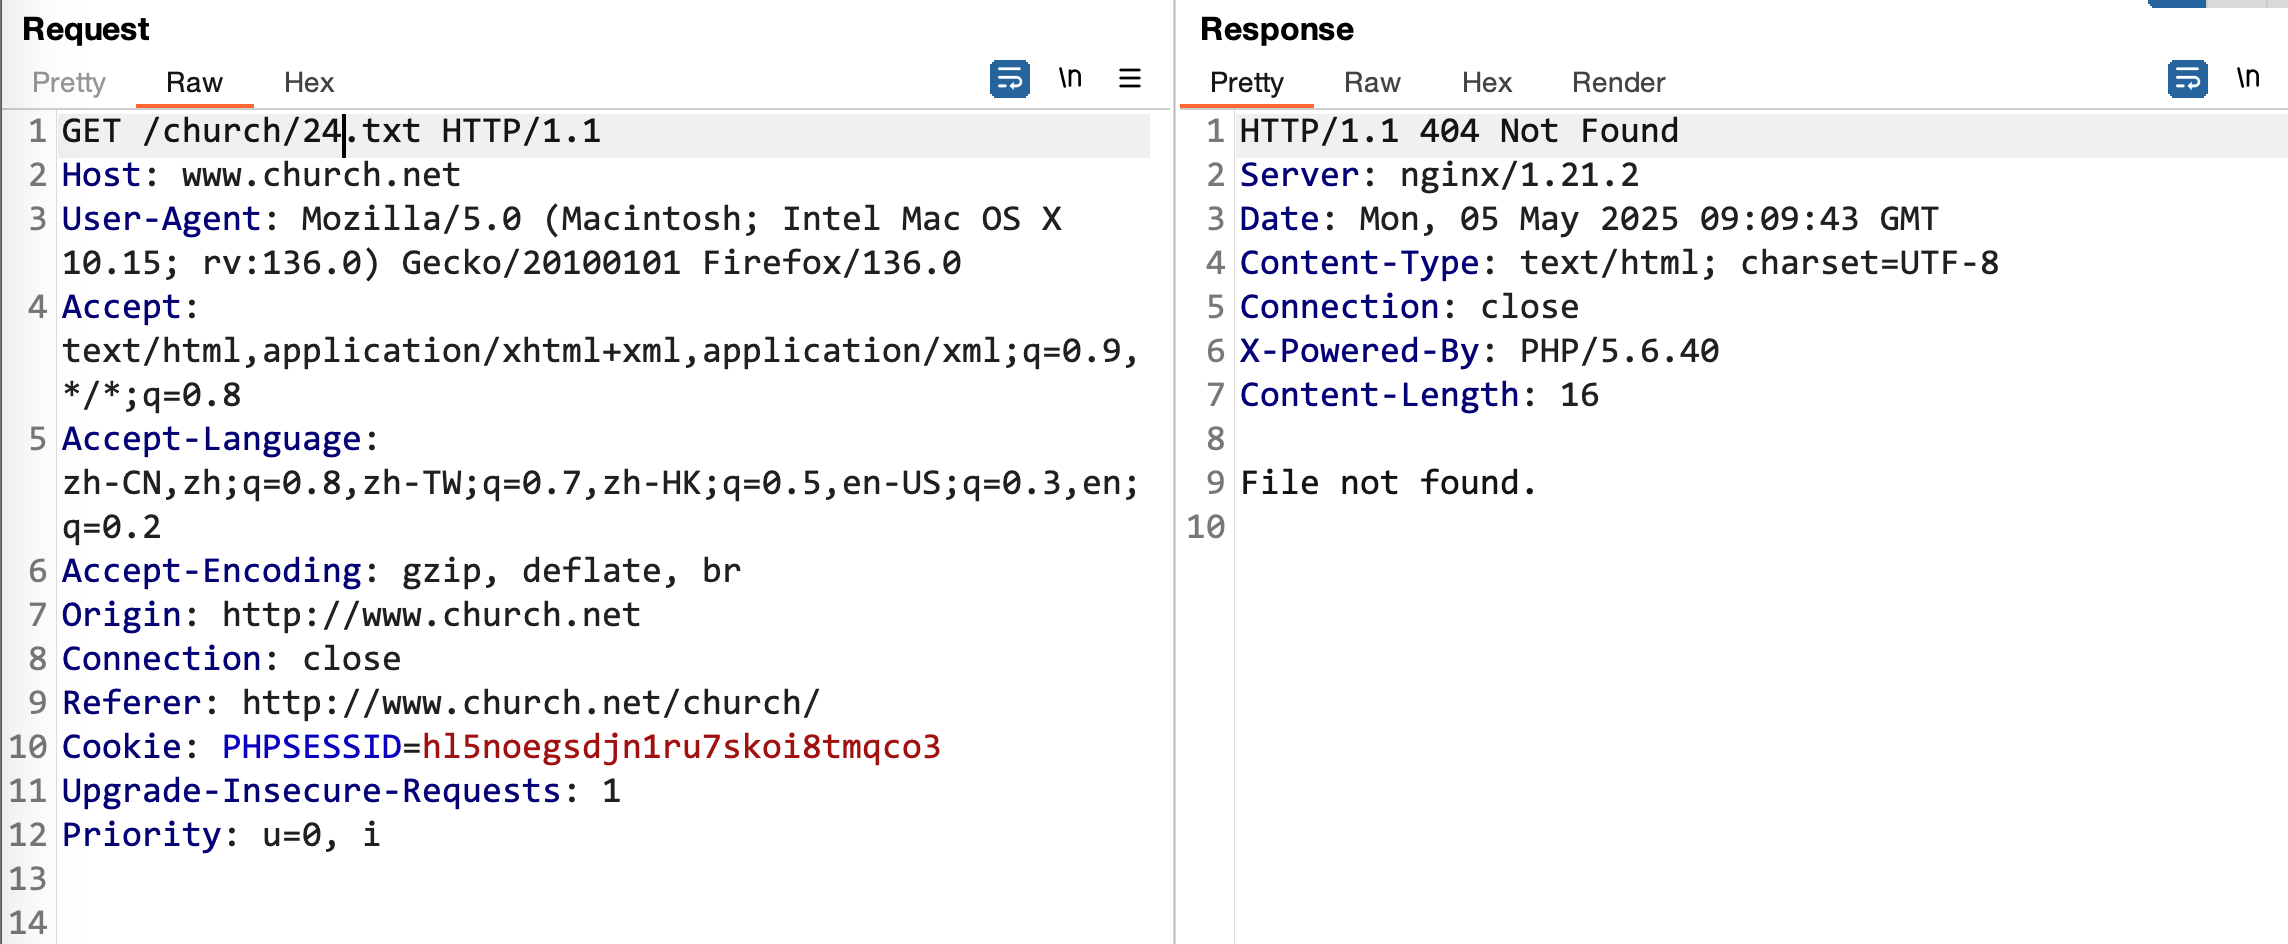 Request
Pretty Raw Hex
\n
1 GET /church/24.txt HTTP/1.1
2 Host: www.church.net
3 User-Agent: Mozilla/5.0 (Macintosh; Intel Mac OS X
10.15; rv:136.0) Gecko/20100101 Firefox/136.0
4 Accept:
text/html,application/xhtml+xml,application/xml;q=0.9,
*/*;q=0.8
5 Accept-Language:
zh-CN,zh;q=0.8,zh-TW;q=0.7,zh-HK;q=0.5,en-US;q=0.3,en;
q=0.2
6 Accept-Encoding: gzip, deflate, br
7 Origin: http://www.church.net
8 Connection: close
9 Referer: http://www.church.net/church/
10 Cookie: PHPSESSID=hl5noegsdjn1ru7skoi8tmqco3
11 Upgrade-Insecure-Requests: 1
12 Priority: u=0, i
13
14
Response
Pretty Raw Hex Render
\n
1 HTTP/1.1 404 Not Found
2 Server: nginx/1.21.2
3 Date: Mon, 05 May 2025 09:09:43 GMT
4 Content-Type: text/html; charset=UTF-8
5 Connection: close
6 X-Powered-By: PHP/5.6.40
7 Content-Length: 16
8
9 File not found.
10